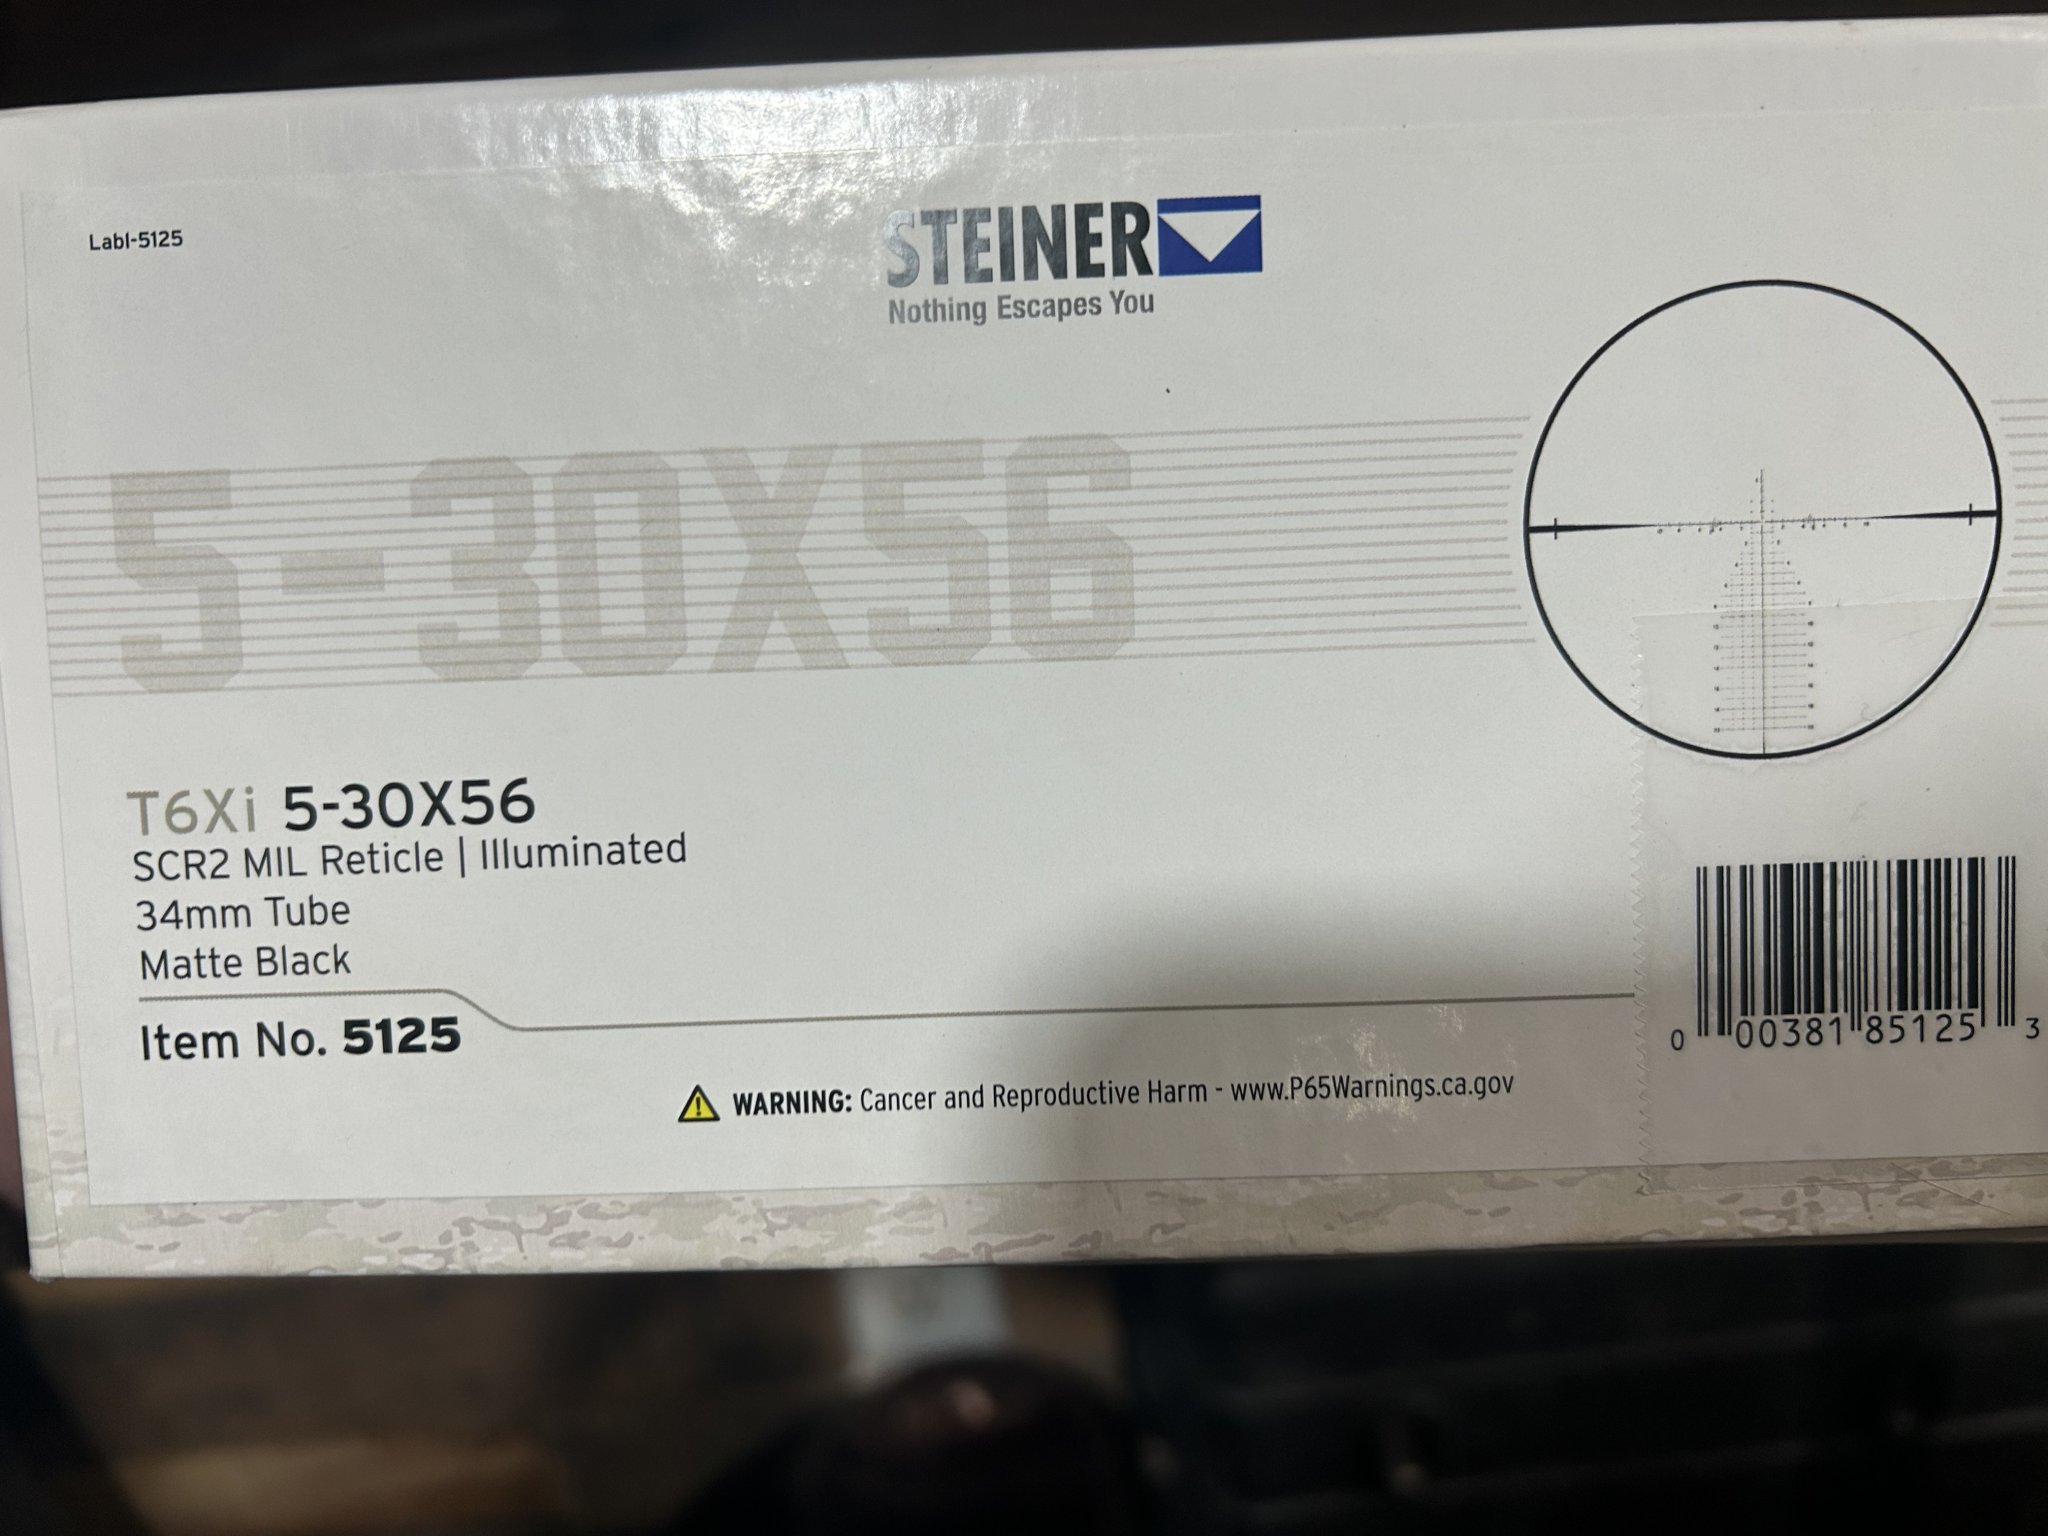 Labl-5125
STEINER
Nothing Escapes You
5-30X56
T6Xi 5-30X56
SCR2 MIL Reticle | Illuminated
34mm Tube
Matte Black
Item No. 5125
WARNING: Cancer and Reproductive Harm - www.P65Warnings.ca.gov
0 00381 85125 3